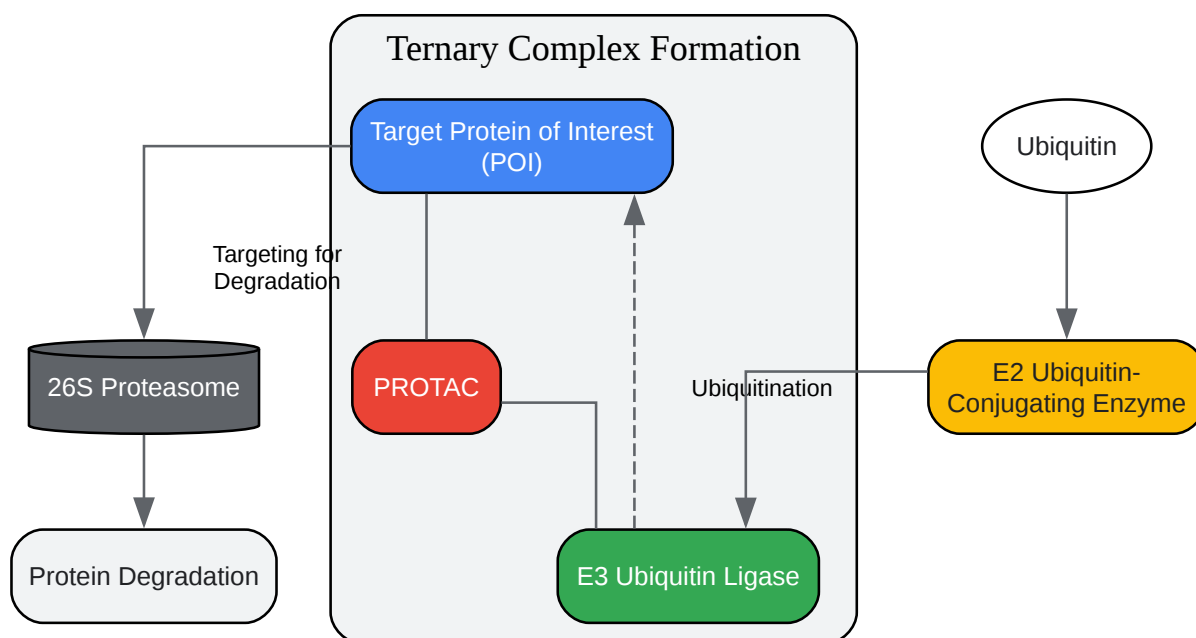 Ternary Complex Formation
Target Protein of Interest
(POI)
Ubiquitin
Targeting for
Degradation
26S Proteasome
PROTAC
Ubiquitination
E2 Ubiquitin-
Conjugating Enzyme
Protein Degradation
E3 Ubiquitin Ligase